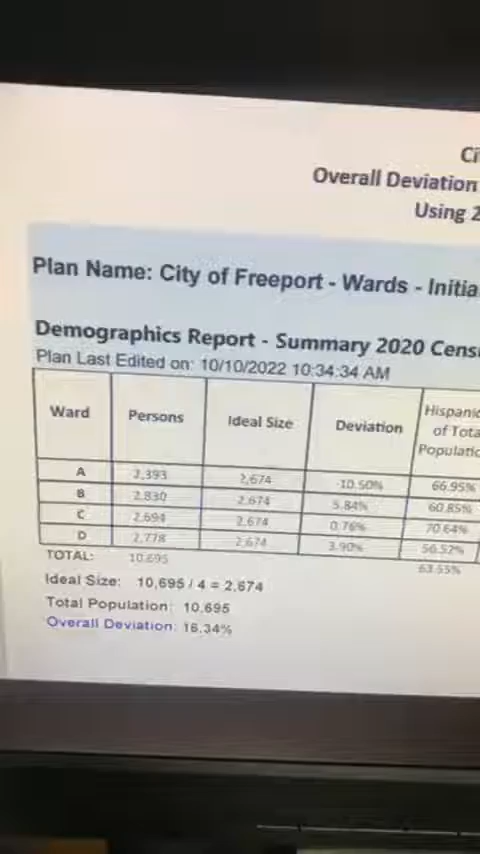 Ci
Overall Deviation
Using 2
Plan Name: City of Freeport - Wards - Initia
Demographics Report - Summary 2020 Cens
Plan Last Edited on: 10/10/2022 10:34:34 AM
Ward Persons Ideal Size Deviation Hispanic of Tota Populatio
A 2,393 2,674 -10.50% 66.95%
B 2,830 2,674 5.84% 60.85%
C 2,694 2,674 0.76% 70.64%
D 2,778 2,674 3.90% 56.52%
TOTAL: 10,695 63.55%
Ideal Size: 10,695 / 4 = 2,674
Total Population: 10,695
Overall Deviation: 16.34%